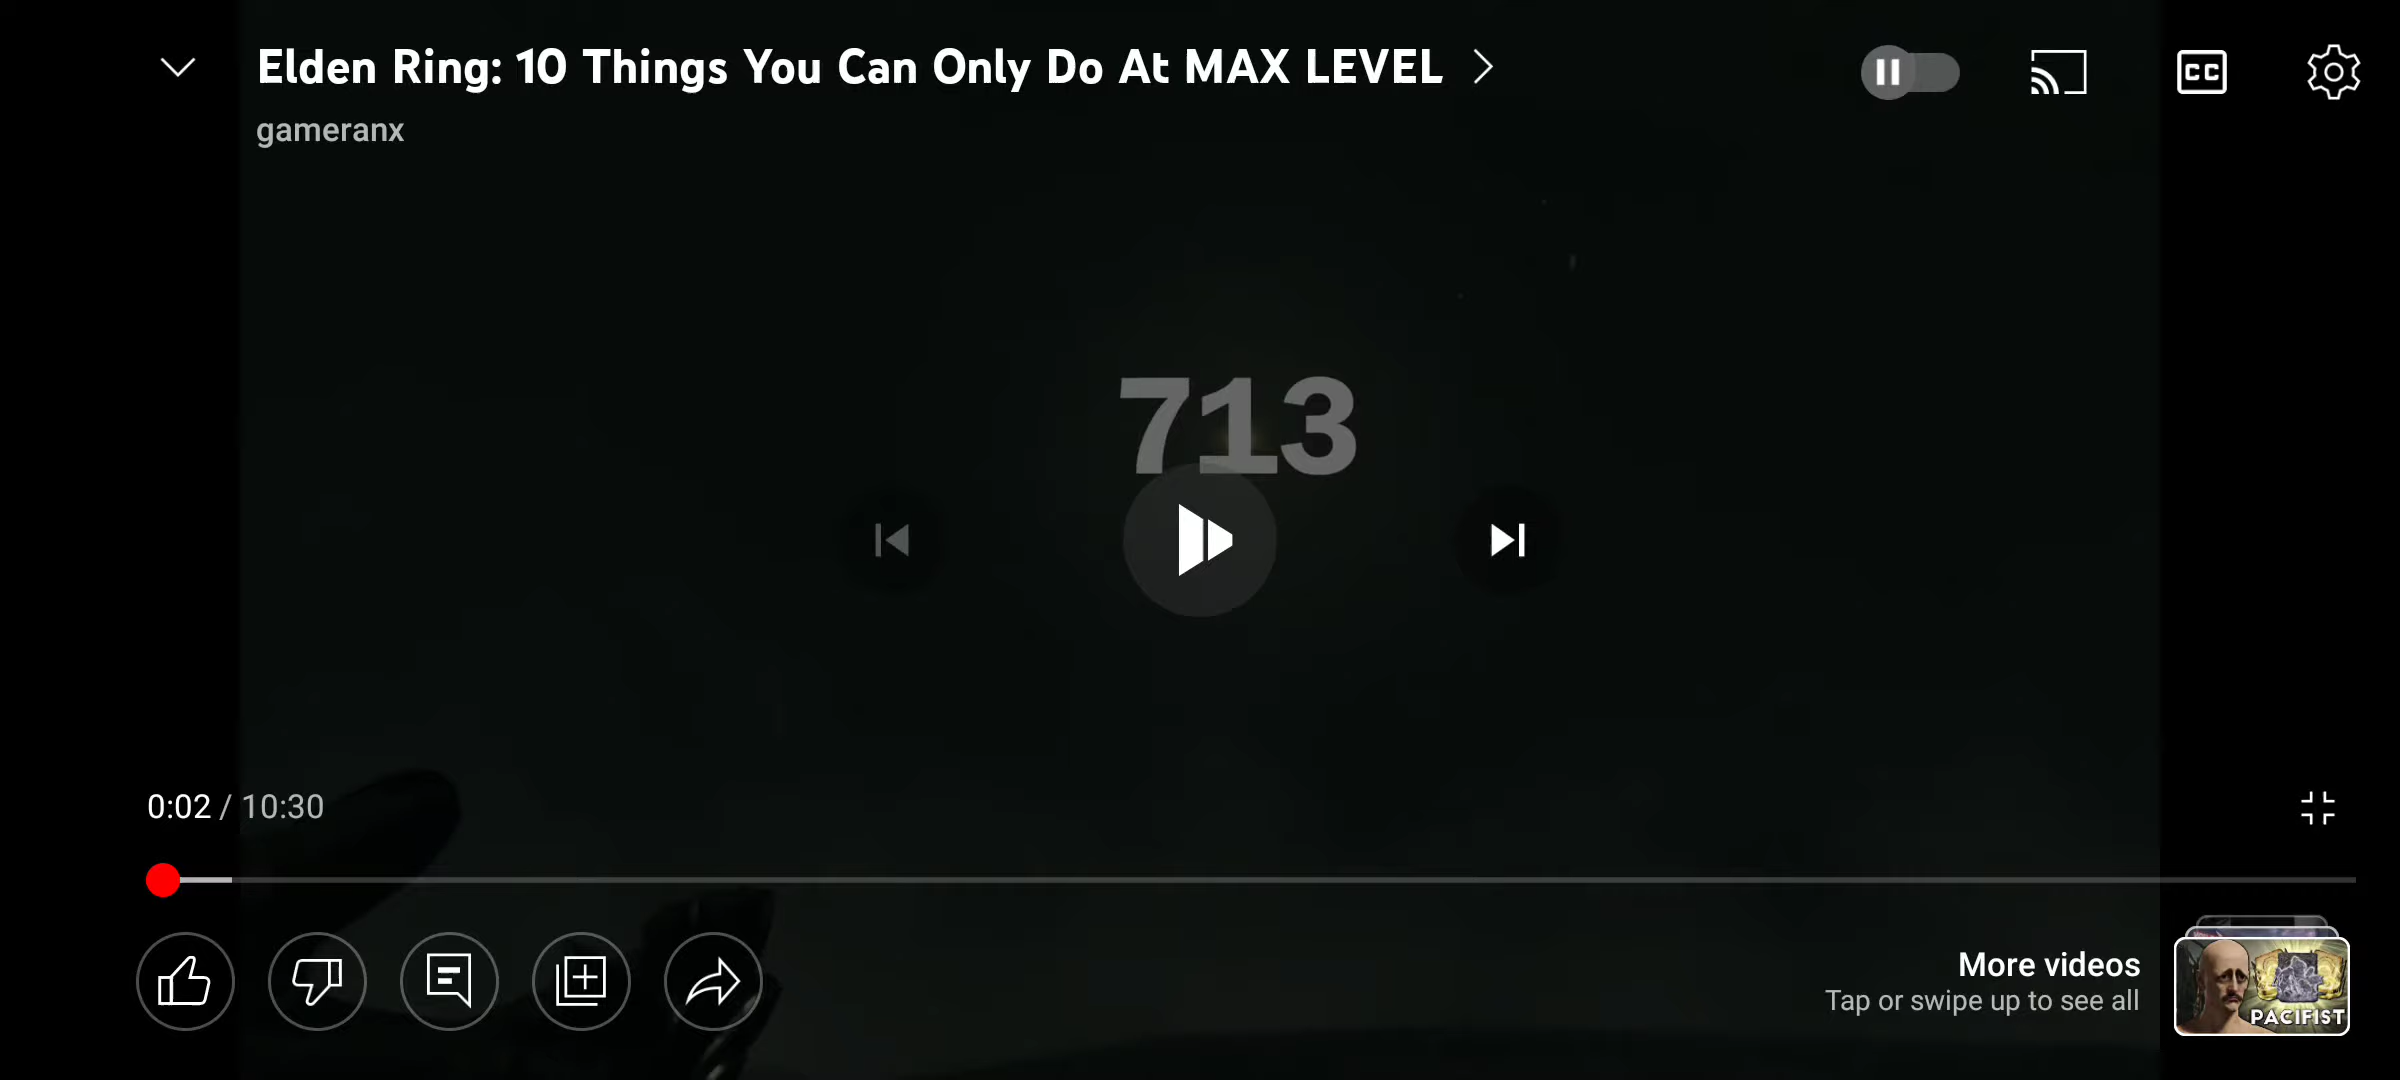 Elden Ring: 10 Things You Can Only Do At MAX LEVEL
gameranx
CC
713
0:02 / 10:30
More videos
Tap or swipe up to see all
PACIFIST